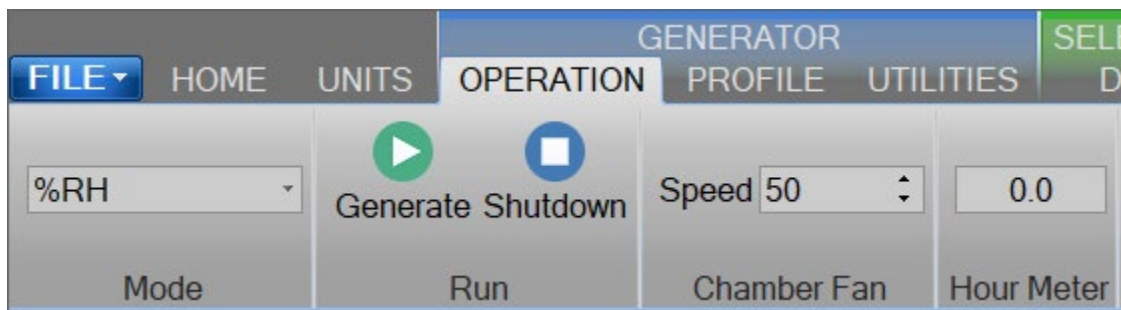 GENERATOR
FILE HOME UNITS OPERATION PROFILE UTILITIES
%RH
Generate Shutdown
Speed 50
0.0
Mode
Run
Chamber Fan
Hour Meter